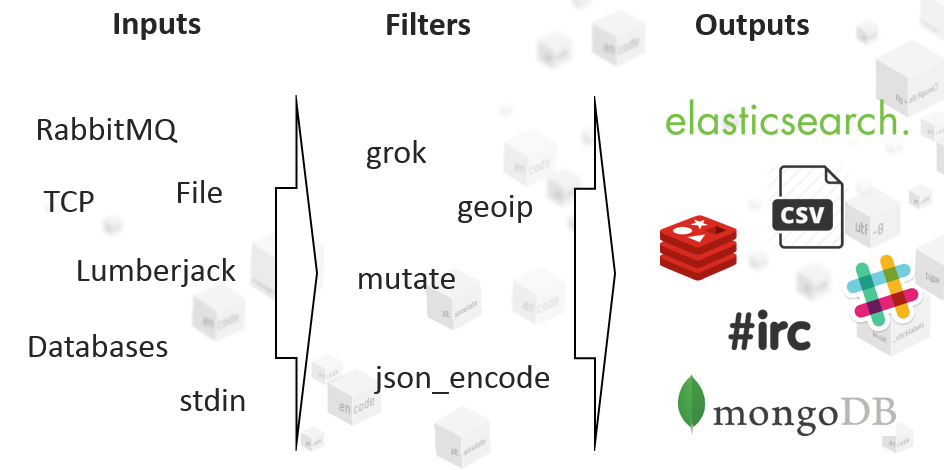 Inputs
Filters
Outputs
RabbitMQ
TCP
File
Lumberjack
Databases
stdin
grok
geoip
mutate
json_encode
elasticsearch.
CSV
#irc
mongoDB